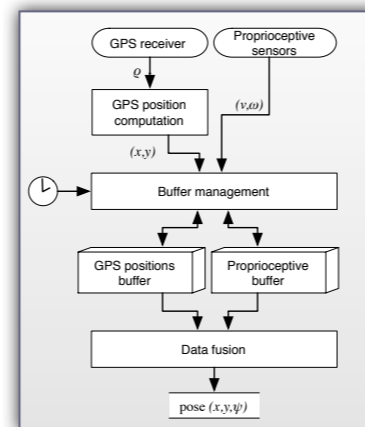 GPS receiver
Proprioceptive
sensors
ϱ
GPS position
computation
(v,ω)
(x,y)
Buffer management
GPS positions
buffer
Proprioceptive
buffer
Data fusion
pose (x,y,ψ)